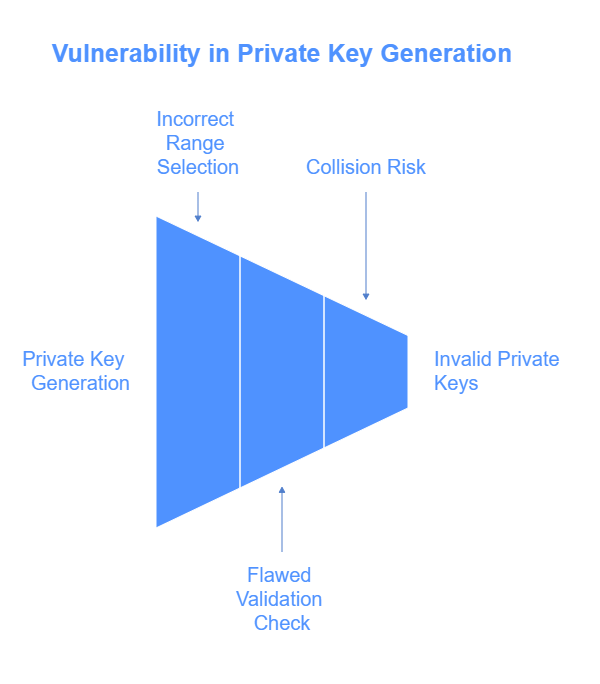 Vulnerability in Private Key Generation
Incorrect
Range
Selection
Collision Risk
Private Key
Generation
Invalid Private
Keys
Flawed
Validation
Check